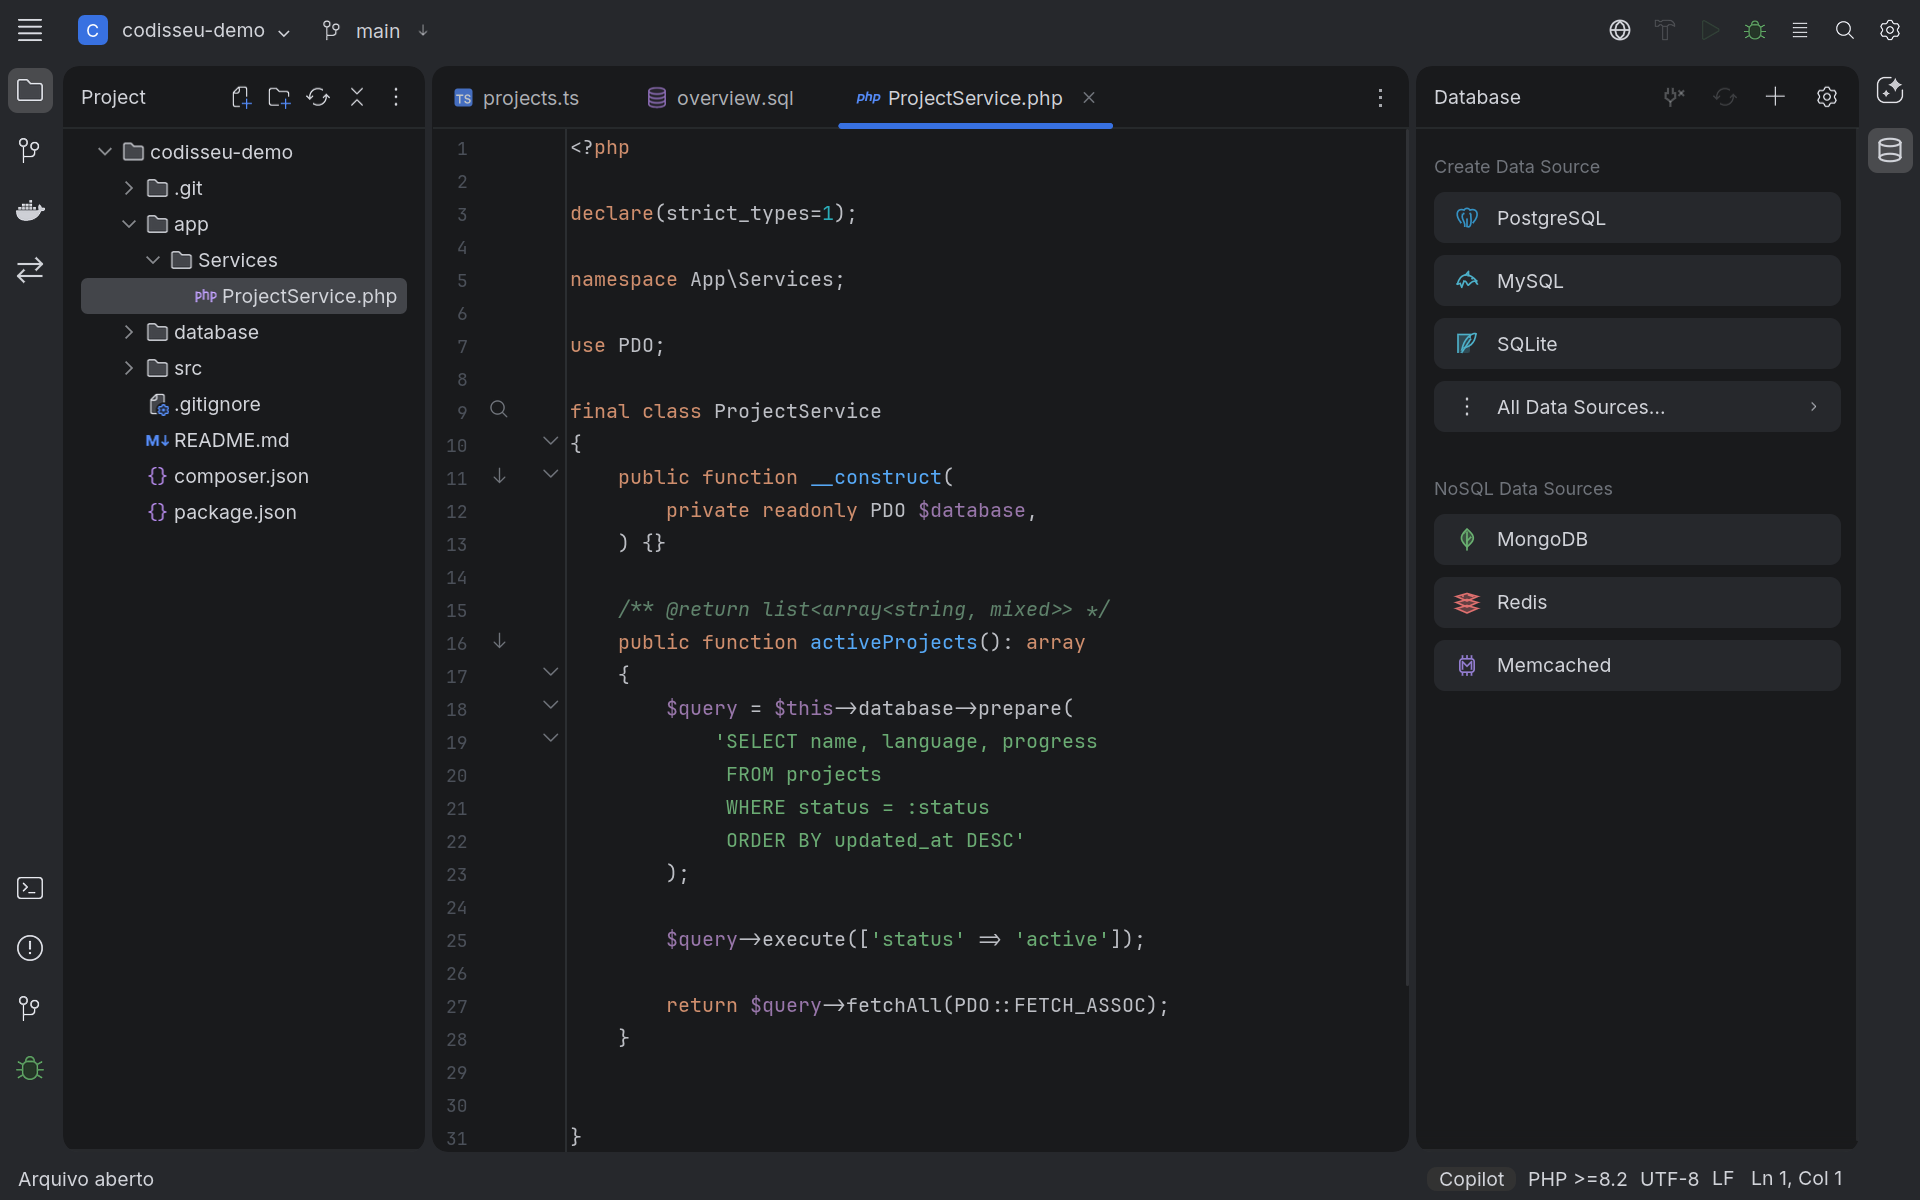 C codisseu-demo main
Project
codisseu-demo
.git
app
Services
php ProjectService.php
database
src
.gitignore
M↓ README.md
{} composer.json
{} package.json
TS projects.ts overview.sql php ProjectService.php
1 <?php
2
3 declare(strict_types=1);
4
5 namespace App\Services;
6
7 use PDO;
8
9 final class ProjectService
10 {
11 public function __construct(
12 private readonly PDO $database,
13 ) {}
14
15 /** @return list<array<string, mixed>> */
16 public function activeProjects(): array
17 {
18 $query = $this->database->prepare(
19 'SELECT name, language, progress
20 FROM projects
21 WHERE status = :status
22 ORDER BY updated_at DESC'
23 );
24
25 $query->execute(['status' => 'active']);
26
27 return $query->fetchAll(PDO::FETCH_ASSOC);
28 }
29
30
31 }
Database
Create Data Source
PostgreSQL
MySQL
SQLite
All Data Sources...
NoSQL Data Sources
MongoDB
Redis
Memcached
Arquivo aberto
Copilot PHP >=8.2 UTF-8 LF Ln 1, Col 1